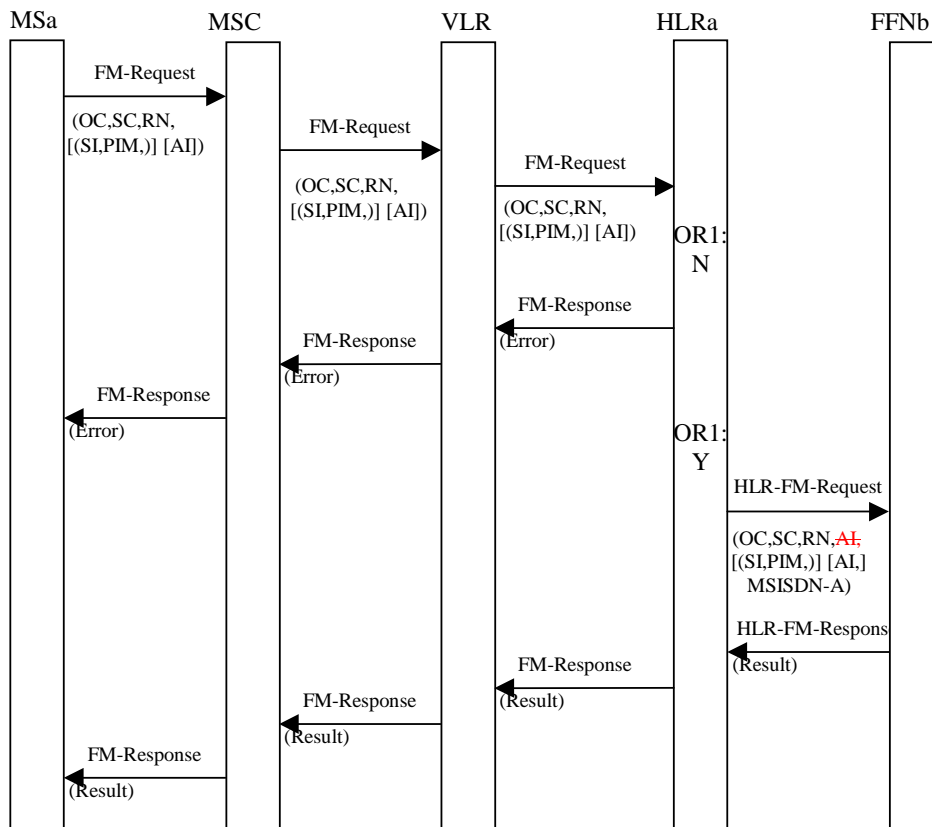 MSa
MSC
VLR
HLRa
FFNb
FM-Request
(OC,SC,RN,
[(SI,PIM,)] [AI])
FM-Request
(OC,SC,RN,
[(SI,PIM,)] [AI])
FM-Request
(OC,SC,RN,
[(SI,PIM,)] [AI])
OR1:
N
FM-Response
(Error)
FM-Response
(Error)
FM-Response
(Error)
OR1:
Y
HLR-FM-Request
(OC,SC,RN,AI,
[(SI,PIM,)] [AI,]
MSISDN-A)
HLR-FM-Respons
(Result)
FM-Response
(Result)
FM-Response
(Result)
FM-Response
(Result)